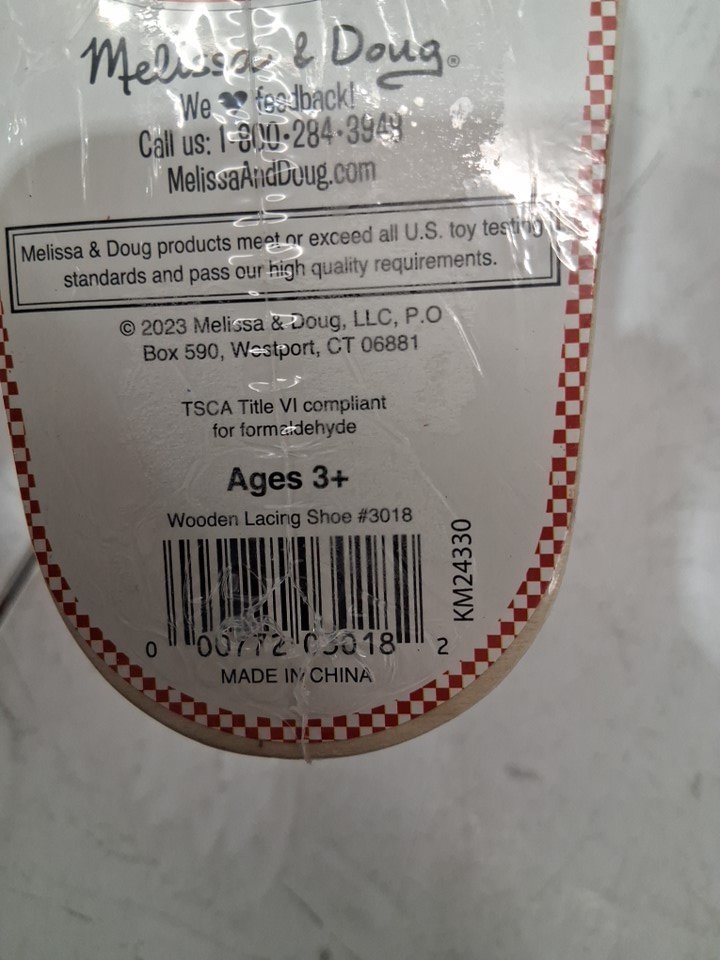 Melissa & Doug®
We ♥ feedback!
Call us: 1-800-284-3948
MelissaAndDoug.com
Melissa & Doug products meet or exceed all U.S. toy testing
standards and pass our high quality requirements.
© 2023 Melissa & Doug, LLC, P.O
Box 590, Westport, CT 06881
TSCA Title VI compliant
for formaldehyde
Ages 3+
Wooden Lacing Shoe #3018
KM24330
0 00772 03018 2
MADE IN CHINA